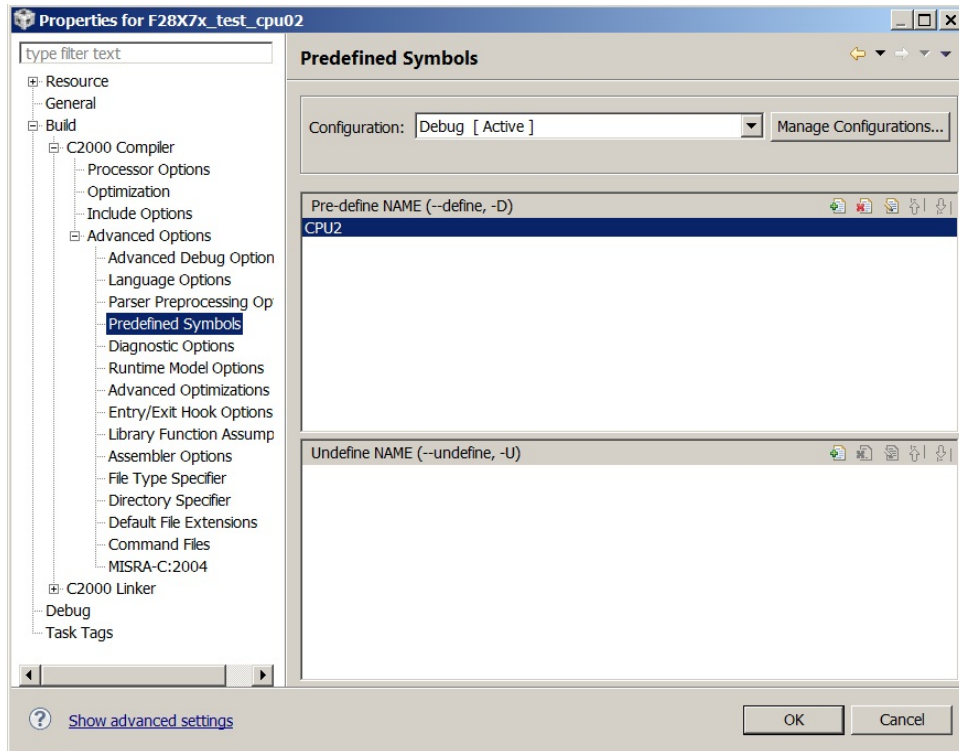 Properties for F28X7x_test_cpu02
type filter text
Resource
General
Build
C2000 Compiler
Processor Options
Optimization
Include Options
Advanced Options
Advanced Debug Option
Language Options
Parser Preprocessing Op
Predefined Symbols
Diagnostic Options
Runtime Model Options
Advanced Optimizations
Entry/Exit Hook Options
Library Function Assump
Assembler Options
File Type Specifier
Directory Specifier
Default File Extensions
Command Files
MISRA-C:2004
C2000 Linker
Debug
Task Tags
Predefined Symbols
Configuration: Debug [ Active ] Manage Configurations...
Pre-define NAME (--define, -D)
CPU2
Undefine NAME (--undefine, -U)
Show advanced settings
OK Cancel